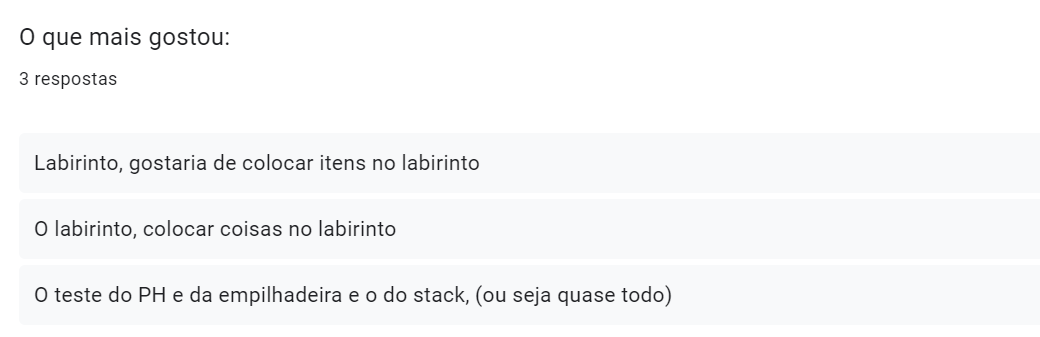 O que mais gostou:
3 respostas
Labirinto, gostaria de colocar itens no labirinto
O labirinto, colocar coisas no labirinto
O teste do PH e da empilhadeira e o do stack, (ou seja quase todo)